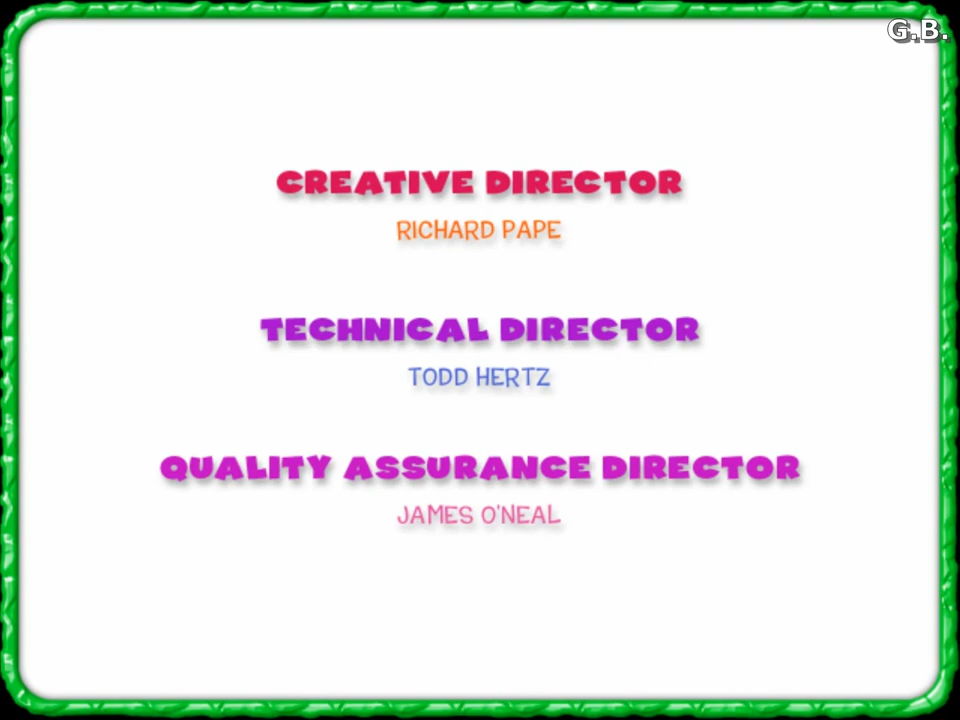 G.B.
CREATIVE DIRECTOR
RICHARD PAPE
TECHNICAL DIRECTOR
TODD HERTZ
QUALITY ASSURANCE DIRECTOR
JAMES O'NEAL